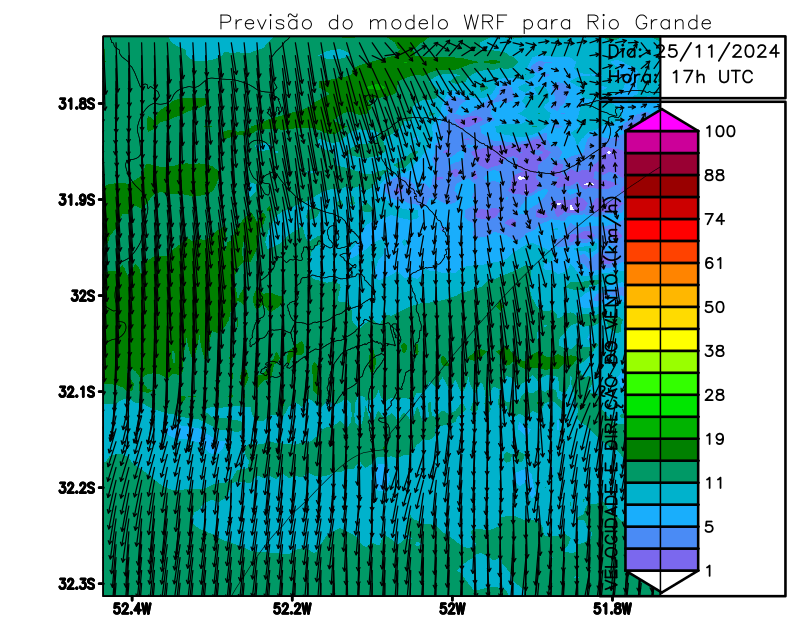 Previsão do modelo WRF para Rio Grande
Dia: 25/11/2024
Hora: 17h UTC
31.8S
31.9S
32S
32.1S
32.2S
32.3S
52.4W
52.2W
52W
51.8W
VELOCIDADE E DIREÇÃO DO VENTO (km/h)
100
88
74
61
50
38
28
19
11
5
1